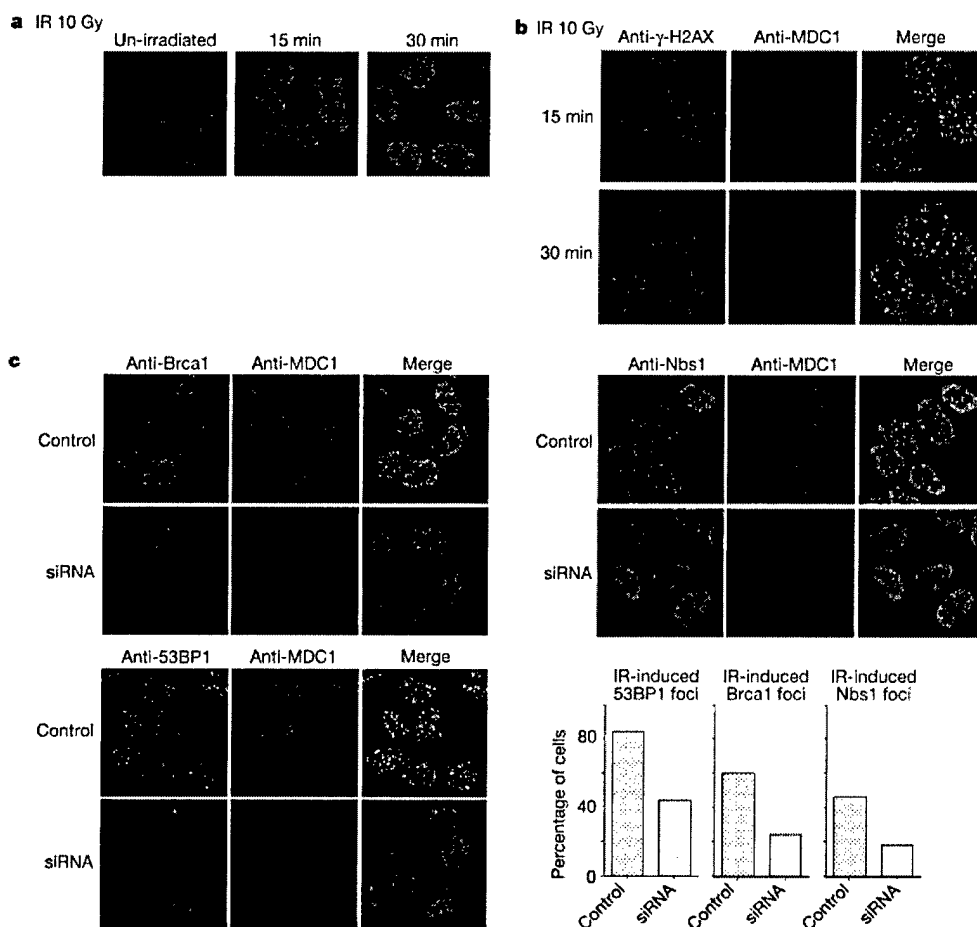 a IR 10 Gy
Un-irradiated 15 min 30 min
b IR 10 Gy
Anti-γ-H2AX Anti-MDC1 Merge
15 min
30 min
c
Anti-Brca1 Anti-MDC1 Merge
Control
siRNA
Anti-53BP1 Anti-MDC1 Merge
Control
siRNA
Anti-Nbs1 Anti-MDC1 Merge
Control
siRNA
IR-induced 53BP1 foci
IR-induced Brca1 foci
IR-induced Nbs1 foci
Percentage of cells
80
40
0
Control siRNA Control siRNA Control siRNA